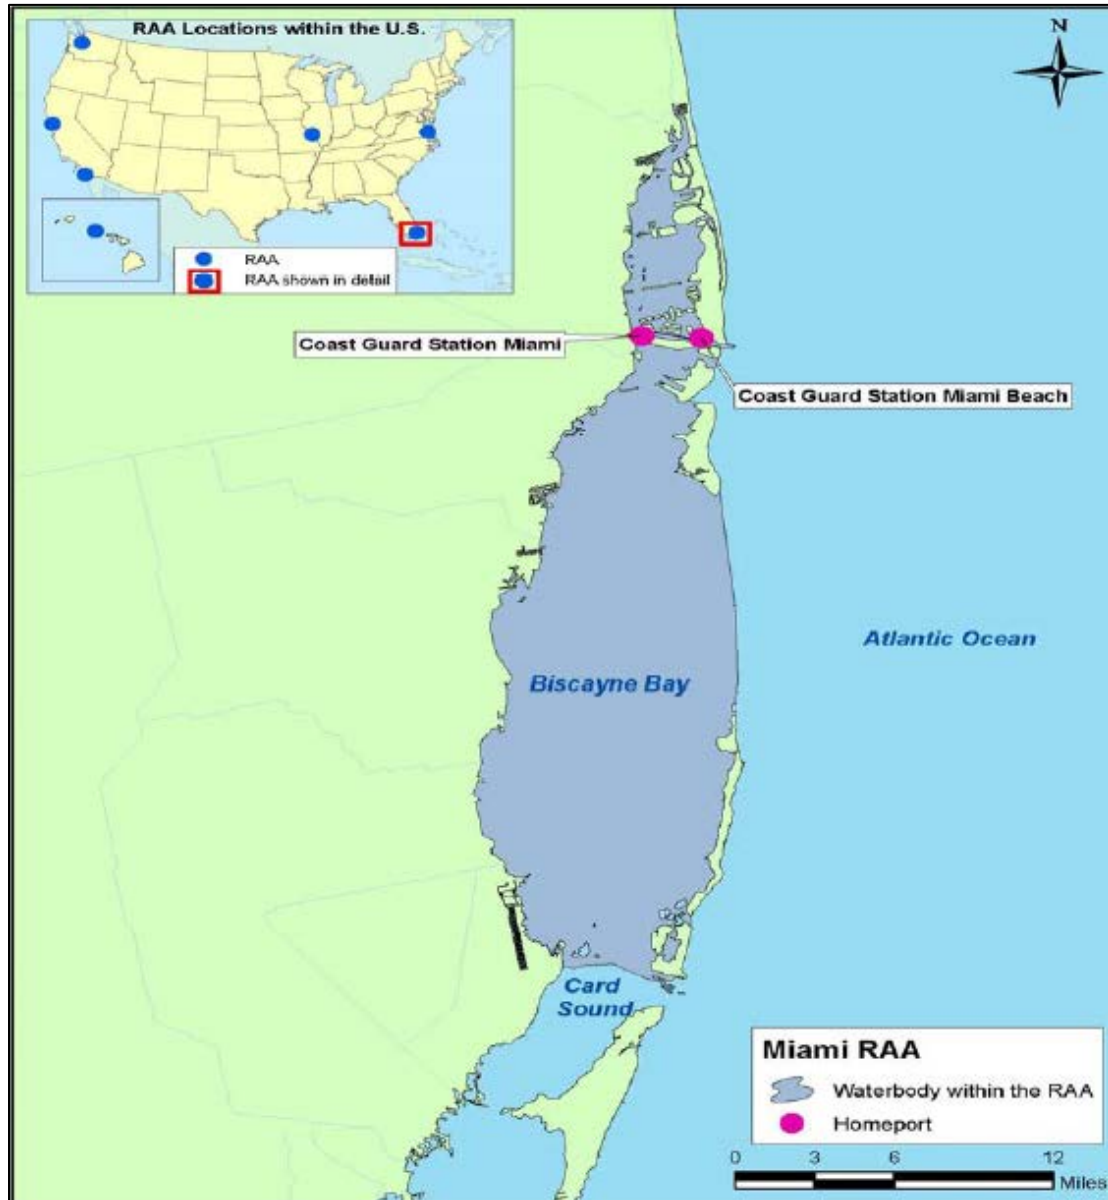 RAA Locations within the U.S.
N
RAA
RAA shown in detail
Coast Guard Station Miami
Coast Guard Station Miami Beach
Atlantic Ocean
Biscayne Bay
Card
Sound
Miami RAA
Waterbody within the RAA
Homeport
0 3 6 12
Miles